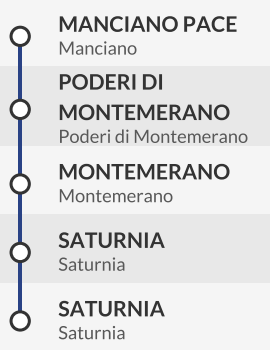 MANCIANO PACE
Manciano
PODERI DI
MONTEMERANO
Poderi di Montemerano
MONTEMERANO
Montemerano
SATURNIA
Saturnia
SATURNIA
Saturnia